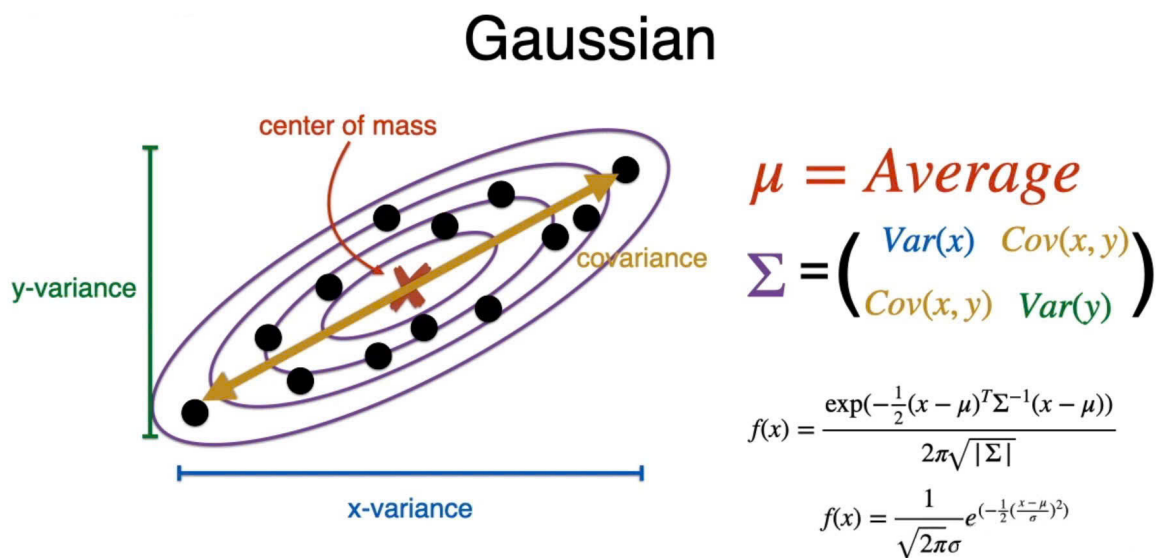 Gaussian
center of mass
y-variance
covariance
x-variance
μ = Average
Σ = ( Var(x) Cov(x, y)
Cov(x, y) Var(y) )
f(x) = exp(−½(x − μ)ᵀΣ⁻¹(x − μ)) / 2π√|Σ|
f(x) = 1 / √2πσ e^(−½((x−μ)/σ)²)